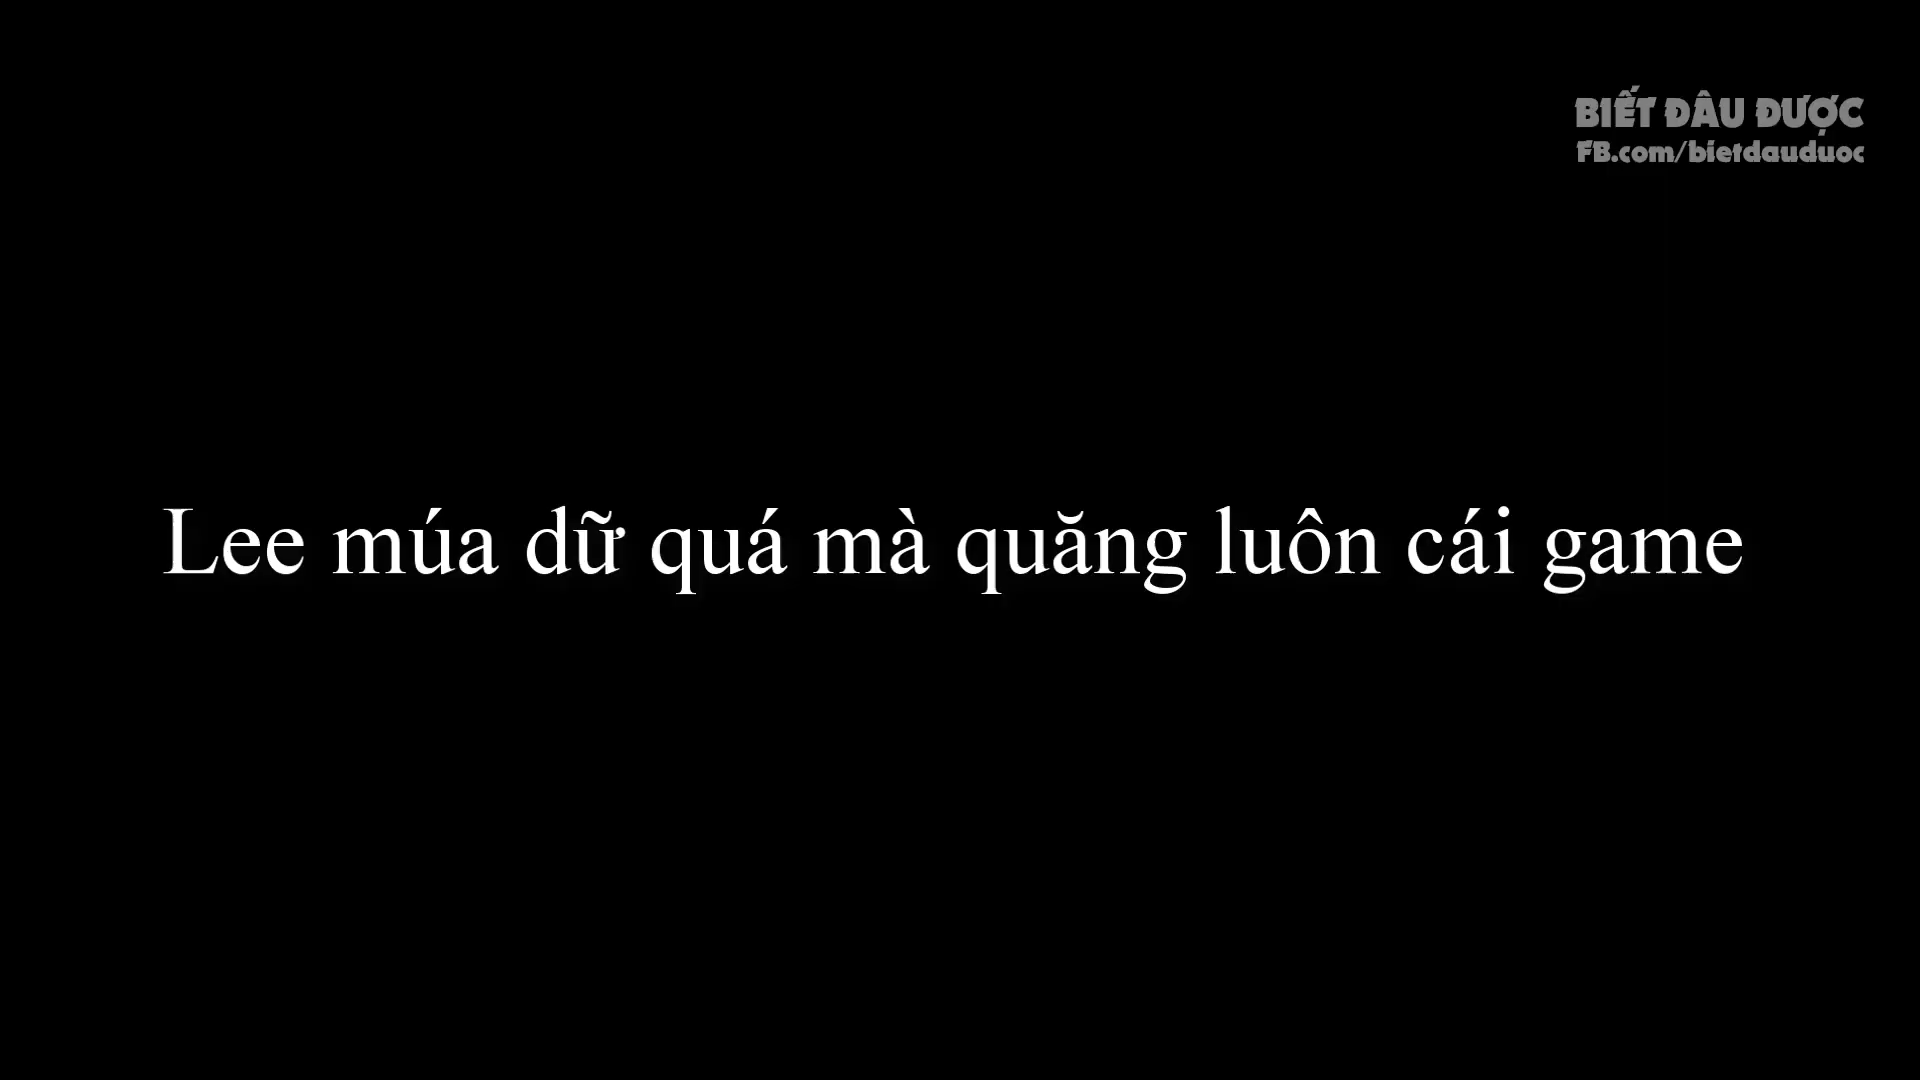 BIẾT ĐÂU ĐƯỢC
FB.com/bietdauduoc
Lee múa dữ quá mà quăng luôn cái game